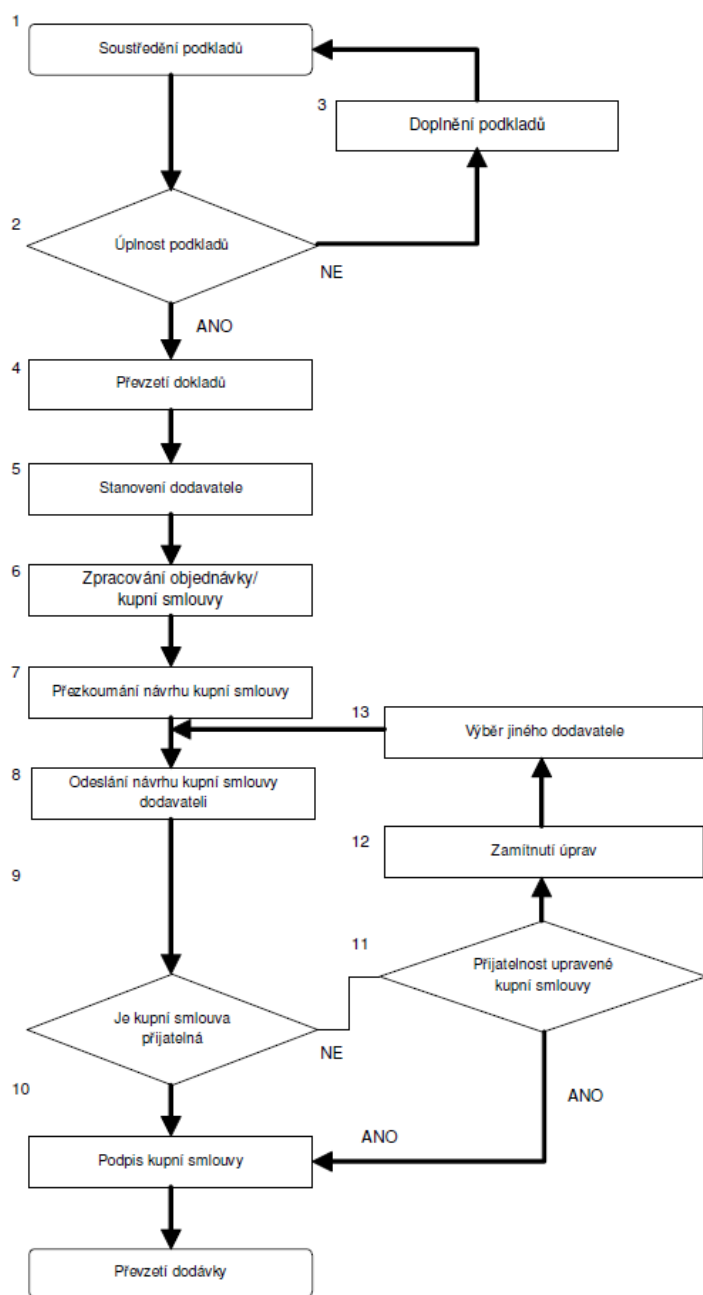 1
Soustředění podkladů
3
Doplnění podkladů
2
Úplnost podkladů
NE
ANO
4
Převzetí dokladů
5
Stanovení dodavatele
6
Zpracování objednávky/
kupní smlouvy
7
Přezkoumání návrhu kupní smlouvy
13
Výběr jiného dodavatele
8
Odeslání návrhu kupní smlouvy
dodavateli
12
Zamítnutí úprav
9
11
Přijatelnost upravené
kupní smlouvy
Je kupní smlouva
přijatelná
NE
10
ANO
ANO
Podpis kupní smlouvy
Převzetí dodávky